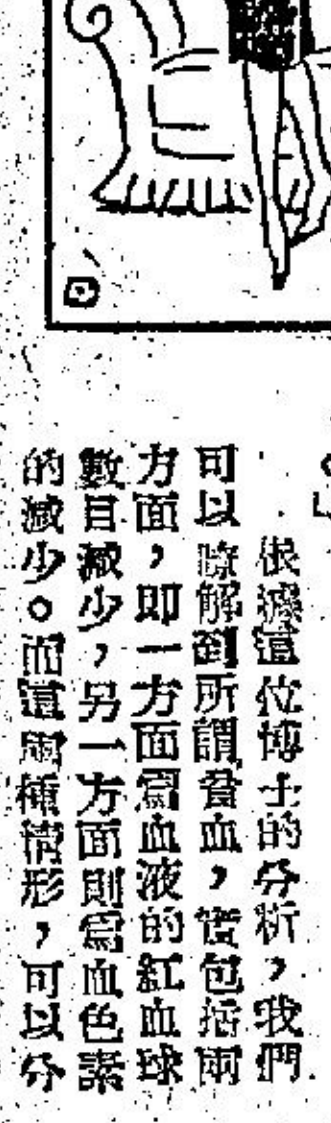 根據這位博士的分析，我們
可以瞭解到所謂貧血，實包括兩
方面，即一方面爲血液的紅血球
數目減少，另一方面則爲血色素
的減少。而這兩種情形，可以分